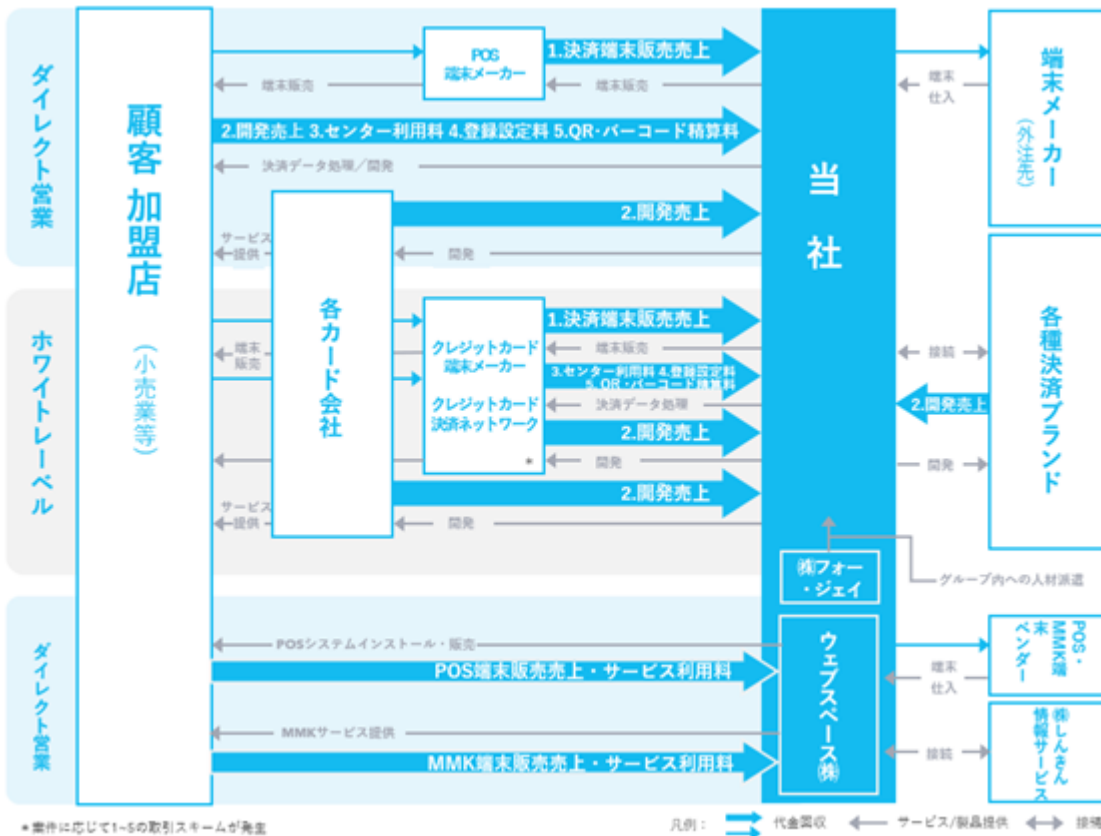 ダイレクト営業
顧客 加盟店
(小売業等)
POS
端末メーカー
1.決済端末販売売上
端末販売
端末販売
2.開発売上 3.センター利用料 4.登録設定料 5.QR・バーコード精算料
決済データ処理/開発
2.開発売上
サービス
提供
開発
各カード会社
当社
端末
仕入
端末メーカー
(外注先)
ホワイトレーベル
端末
販売
クレジットカード
端末メーカー
クレジットカード
決済ネットワーク
*
1.決済端末販売売上
端末販売
3.センター利用料 4.登録設定料
5.QR・バーコード精算料
決済データ処理
2.開発売上
開発
2.開発売上
サービス
提供
開発
接続
2.開発売上
開発
各種決済ブランド
㈱フォー
・ジェイ
グループ内への人材派遣
ダイレクト営業
POSシステムインストール・販売
POS端末販売売上・サービス利用料
MMKサービス提供
MMK端末販売売上・サービス利用料
ウェブスペース㈱
端末
仕入
POS・
MMK端末
ベンダー
接続
㈱しんきん
情報サービス
*案件に応じて1~5の取引スキームが発生
凡例:
代金回収
サービス/製品提供
接続